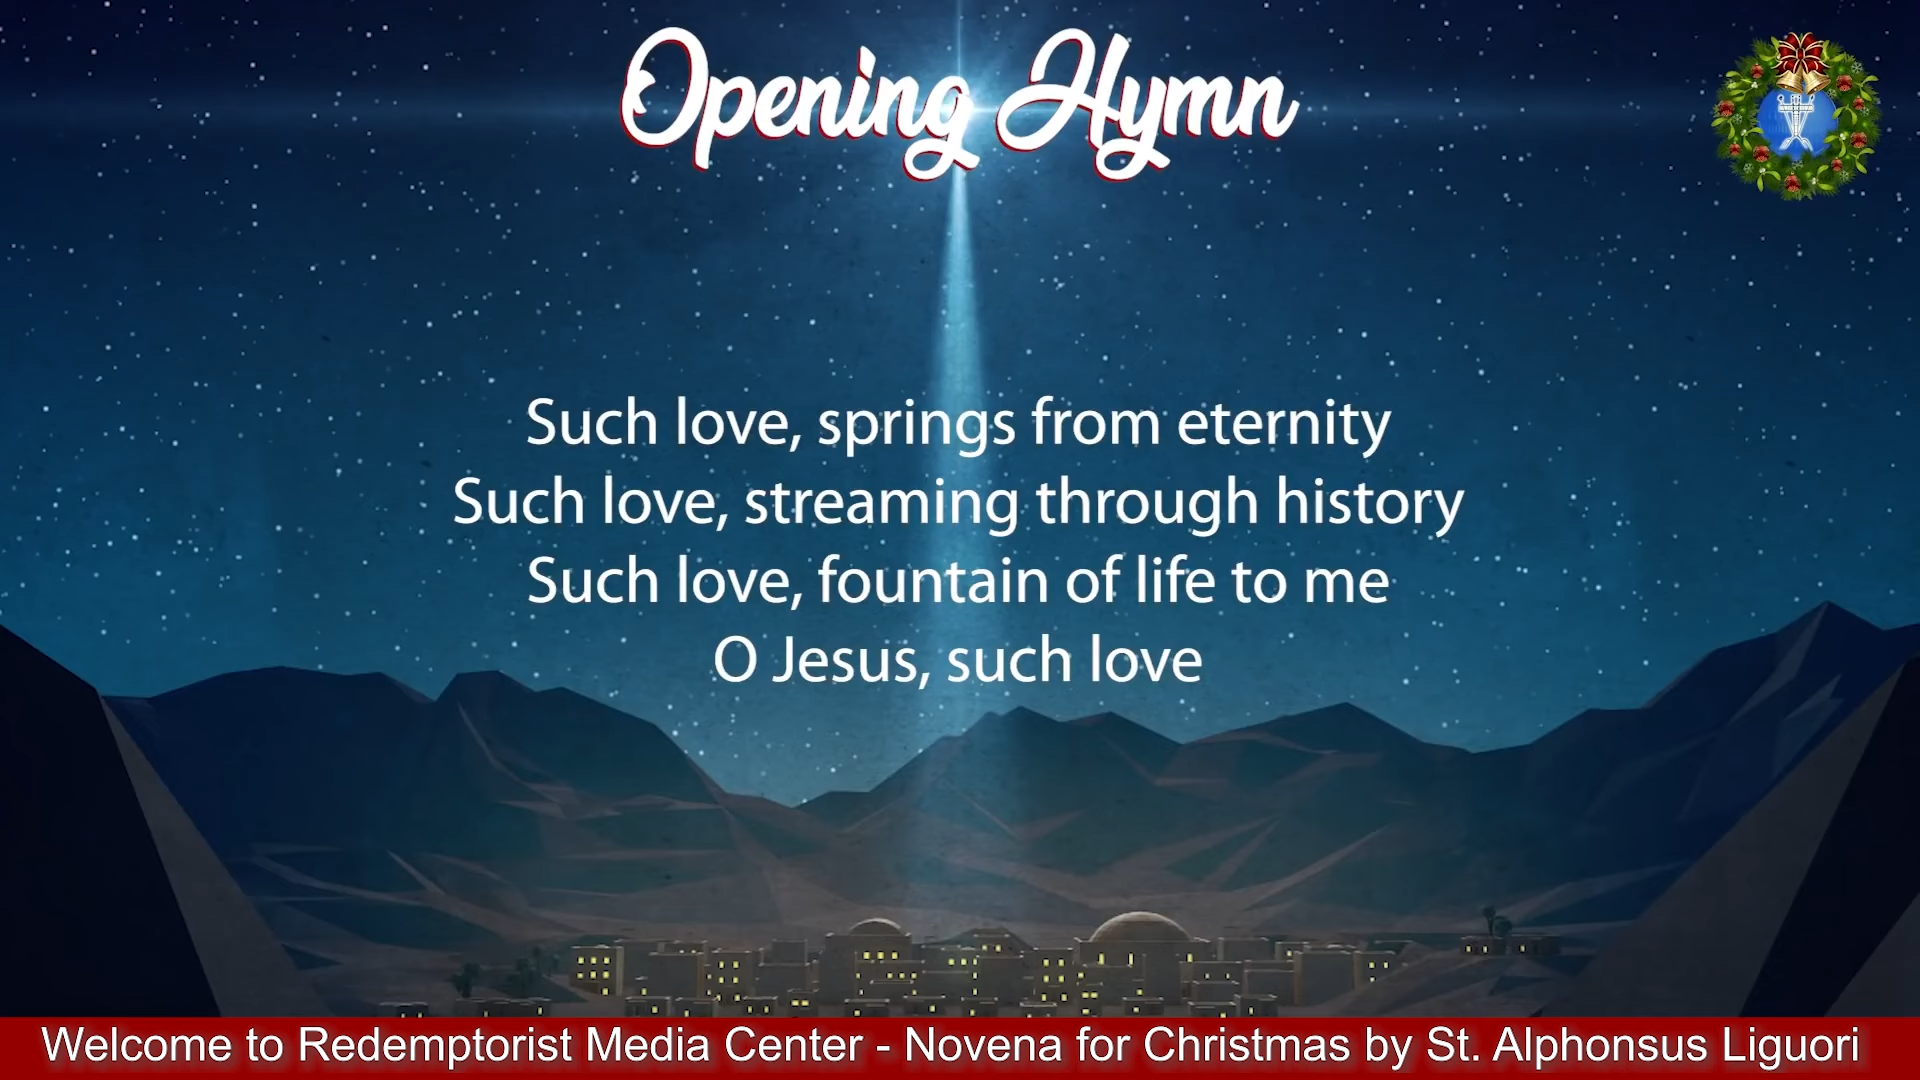 Opening Hymn
Such love, springs from eternity
Such love, streaming through history
Such love, fountain of life to me
O Jesus, such love
Welcome to Redemptorist Media Center - Novena for Christmas by St. Alphonsus Liguori